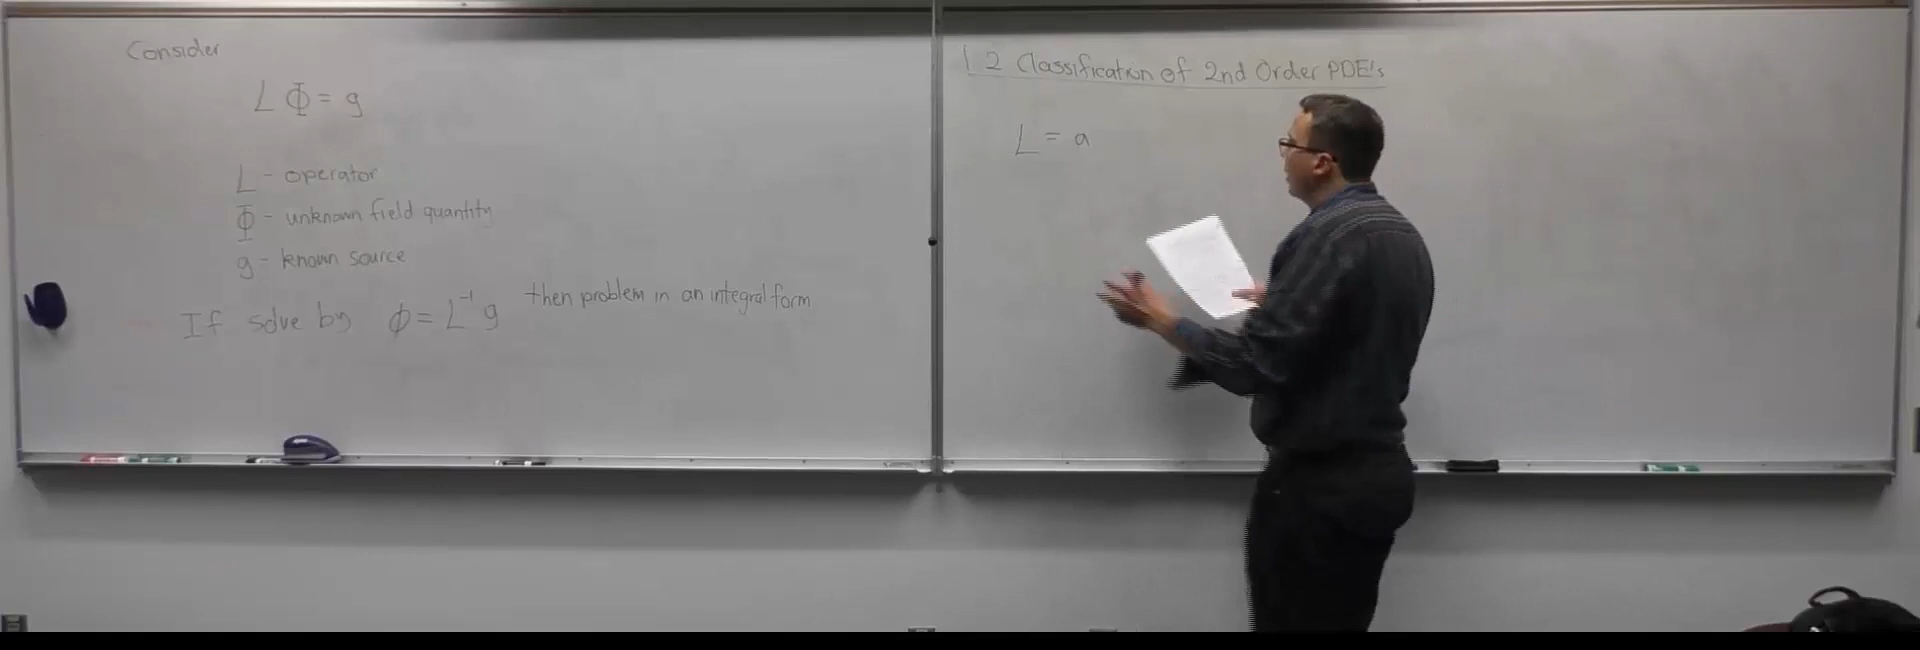 Consider
L Φ = g
L - operator
Φ - unknown field quantity
g - known source
If solve by φ = L⁻¹ g then problem in an integral form
1.2 Classification of 2nd Order PDE's
L = a